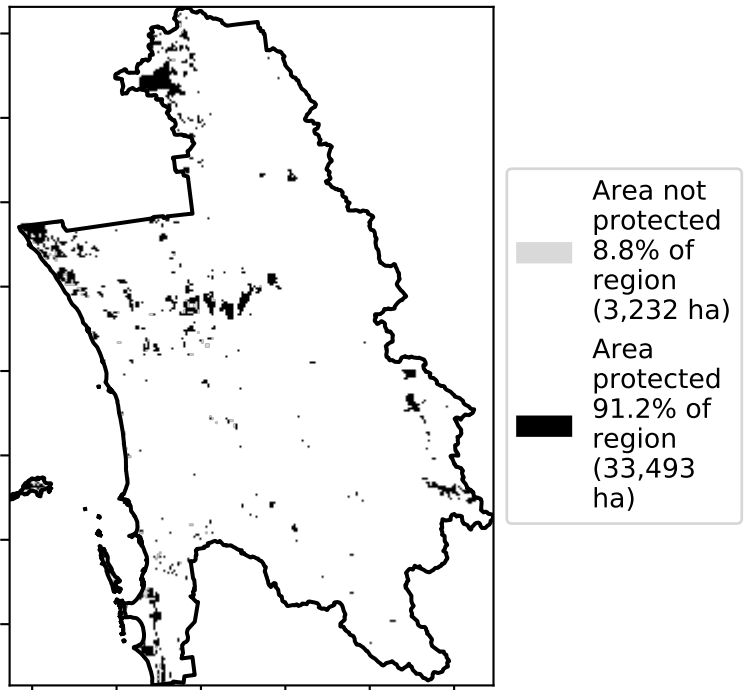 Area not
protected
8.8% of
region
(3,232 ha)
Area
protected
91.2% of
region
(33,493
ha)